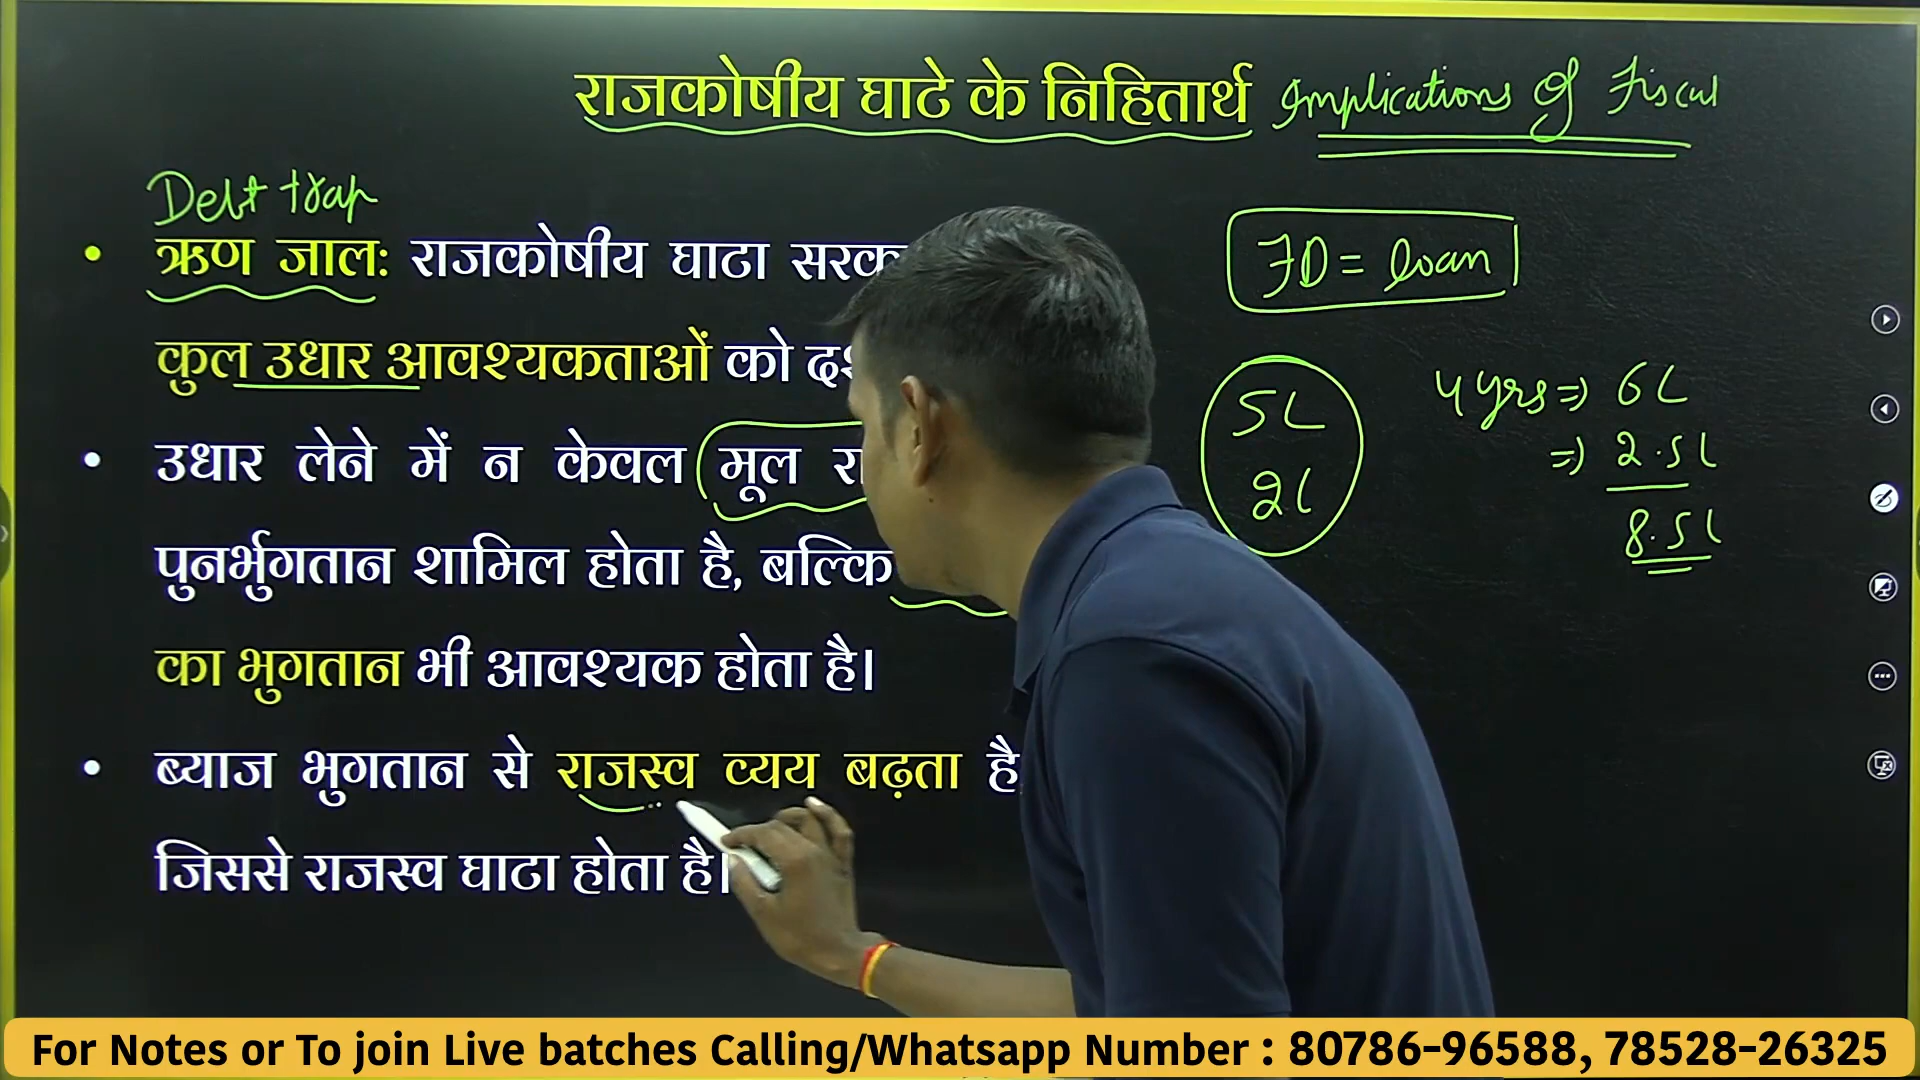 राजकोषीय घाटे के निहितार्थ Implications of Fiscal
Debt trap
• ऋण जाल: राजकोषीय घाटा
कुल उधार आवश्यकताओं को
• उधार लेने में न केवल मूल
पुनर्भुगतान शामिल होता है, बल्कि
का भुगतान भी आवश्यक होता है।
• ब्याज भुगतान से राजस्व व्यय बढ़ता है
जिससे राजस्व घाटा होता है।
FD = loan
5L
2L
4 yrs => 6L
=> 2.5L
8.5L
For Notes or To join Live batches Calling/Whatsapp Number : 80786-96588, 78528-26325